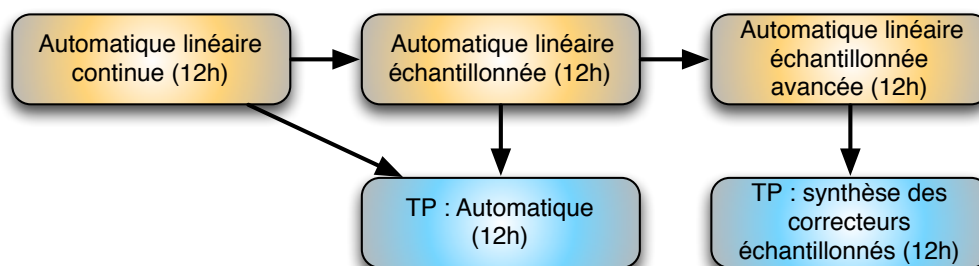 Automatique linéaire
continue (12h)
Automatique linéaire
échantillonnée (12h)
Automatique linéaire
échantillonnée
avancée (12h)
TP : Automatique
(12h)
TP : synthèse des
correcteurs
échantillonnés (12h)